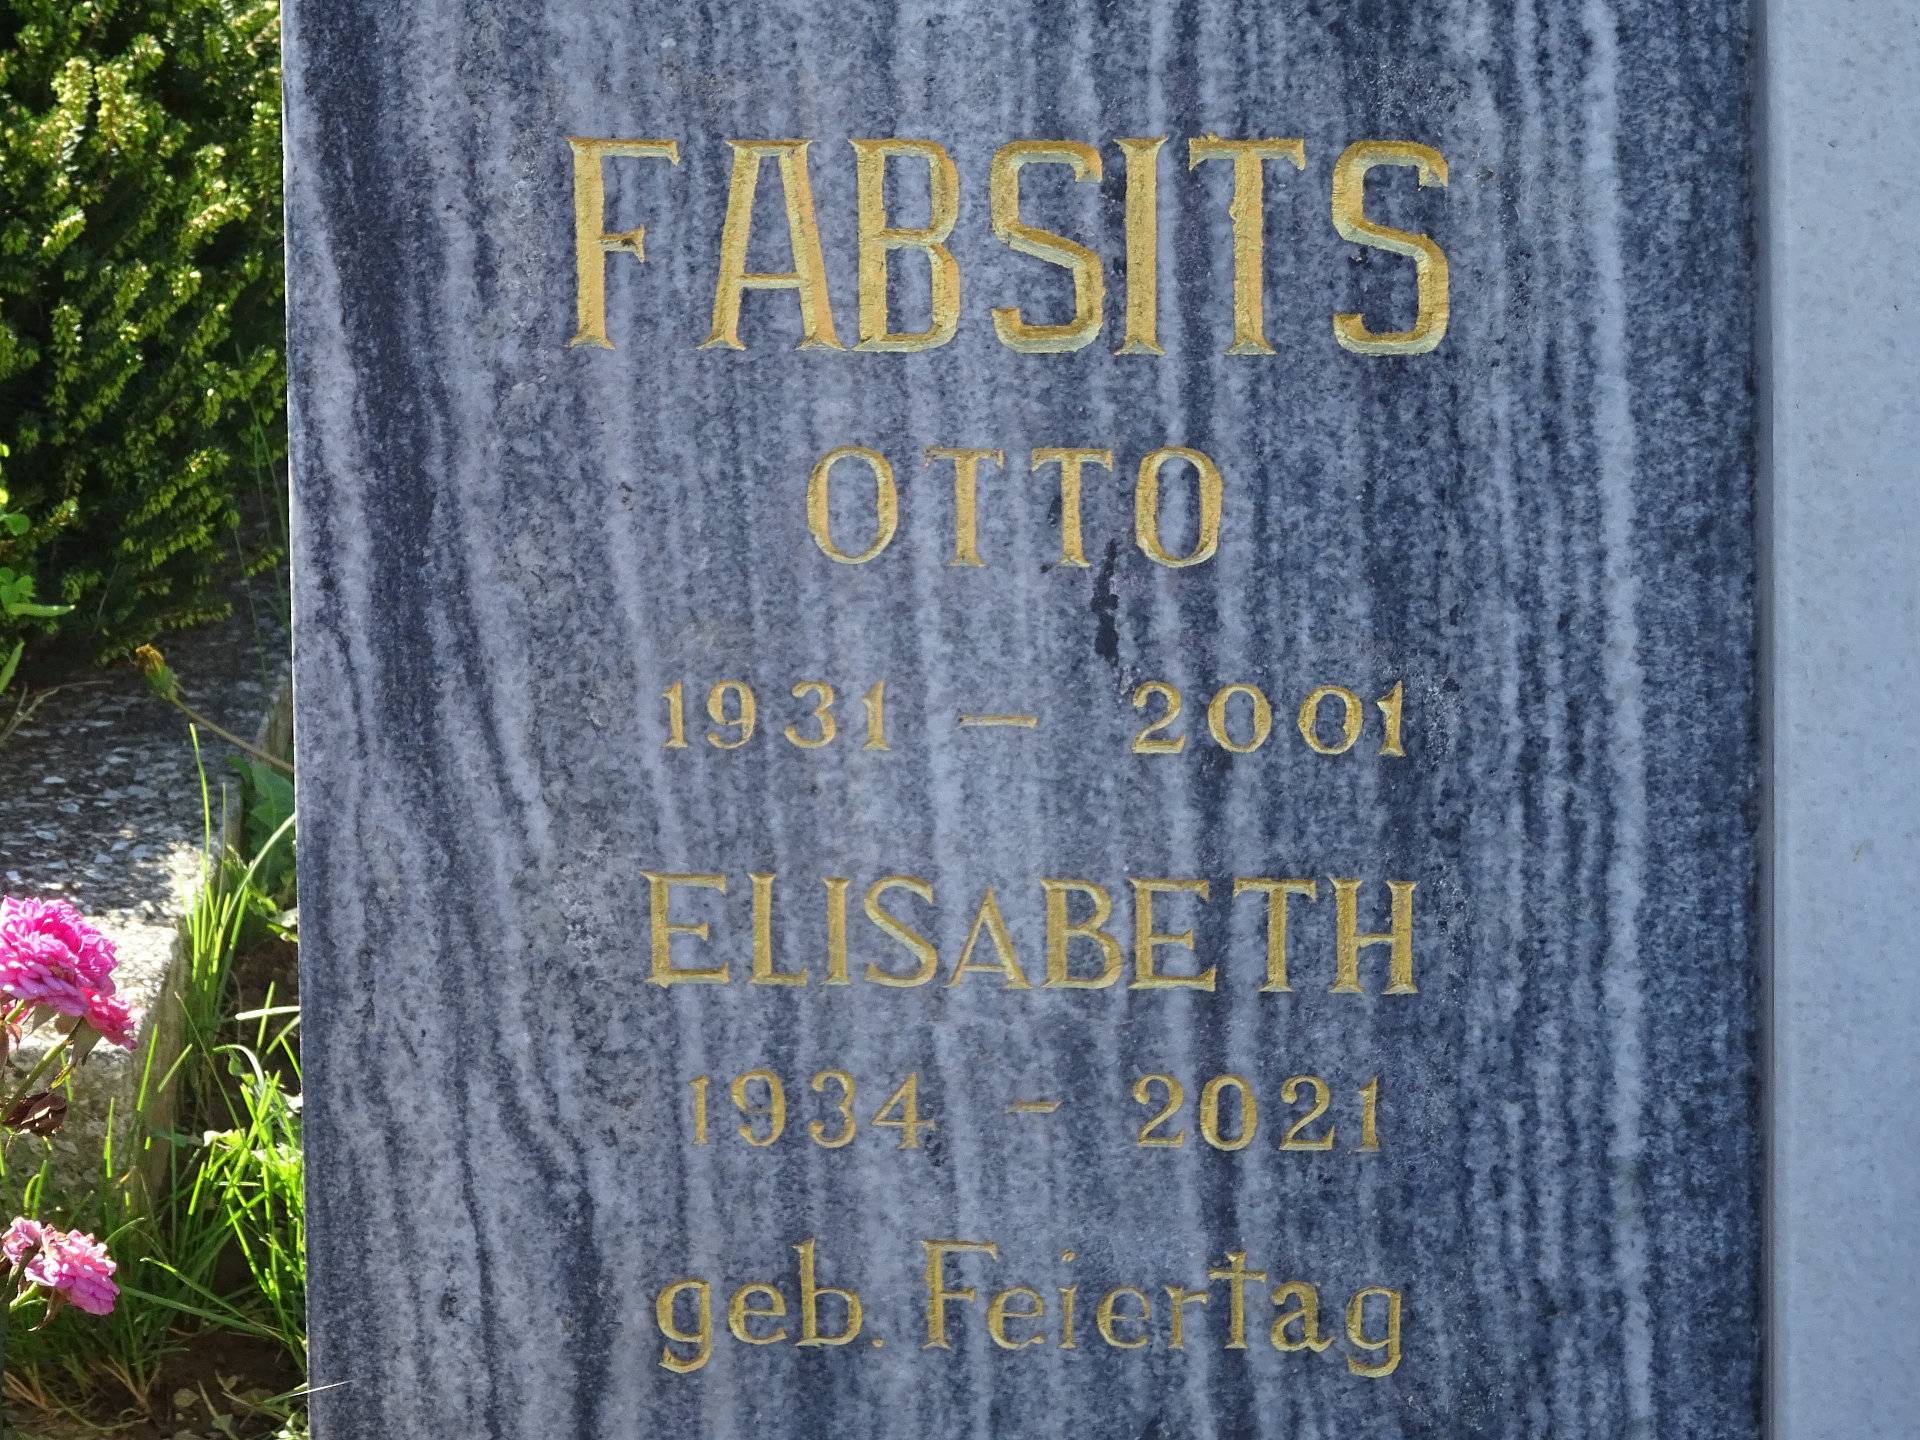 FABSITS
OTTO
1931 – 2001
ELISABETH
1934 – 2021
geb. Feiertag